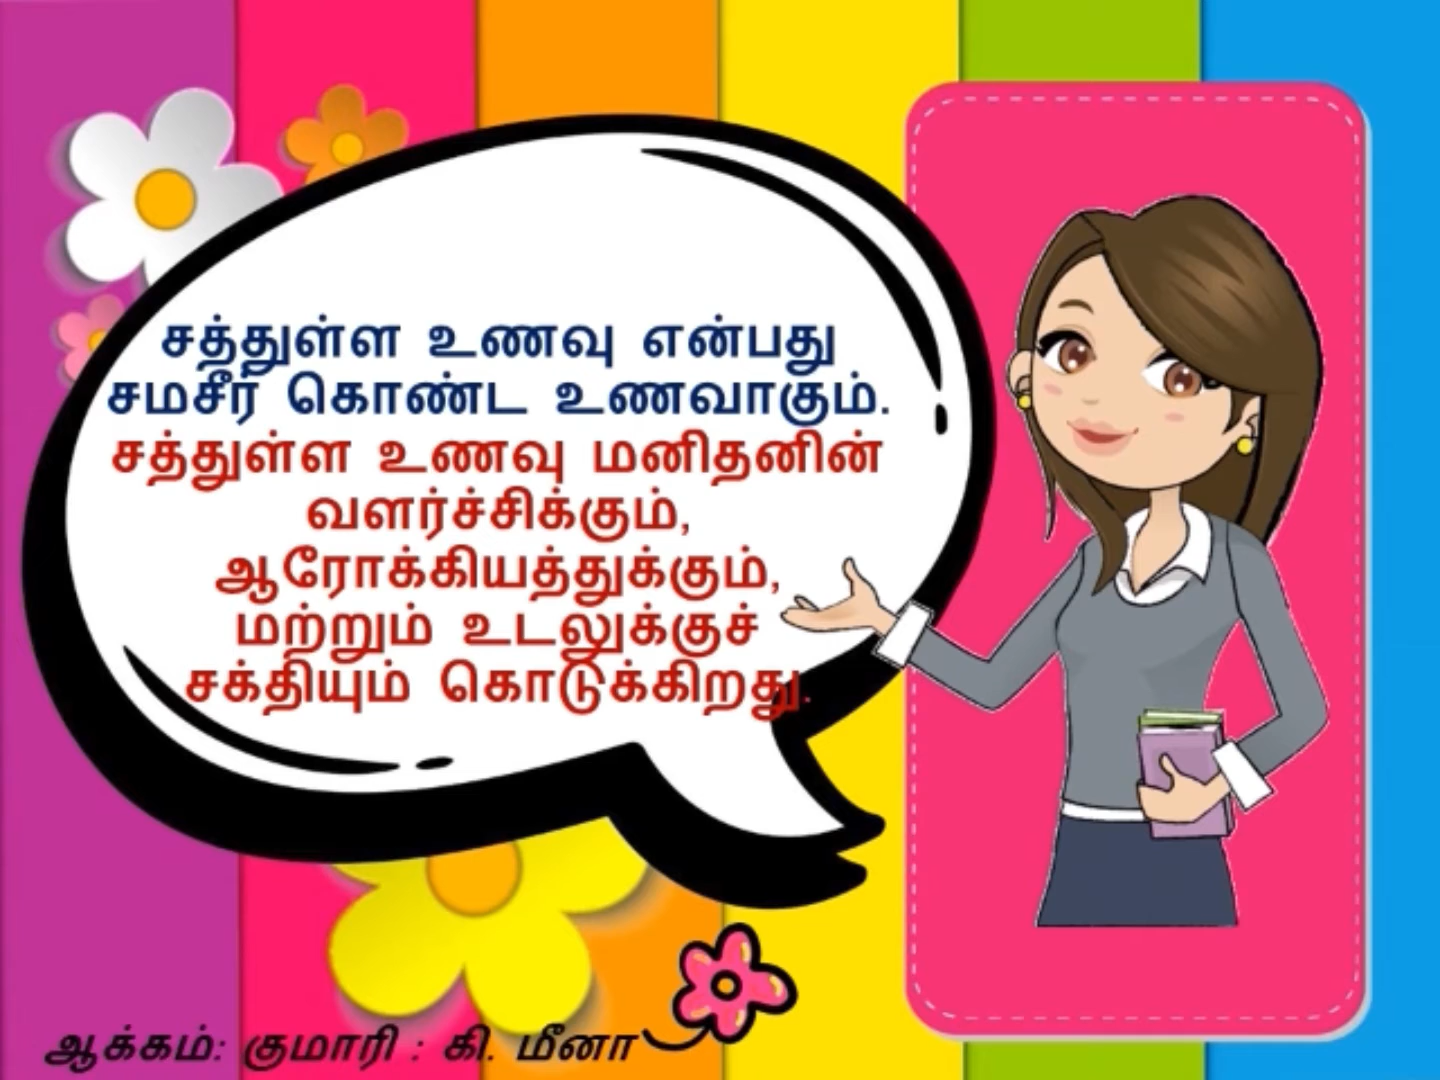 சத்துள்ள உணவு என்பது
சமசீர் கொண்ட உணவாகும்.
சத்துள்ள உணவு மனிதனின்
வளர்ச்சிக்கும்,
ஆரோக்கியத்துக்கும்,
மற்றும் உடலுக்குச்
சக்தியும் கொடுக்கிறது.
ஆக்கம்: குமாரி : கி. மீனா